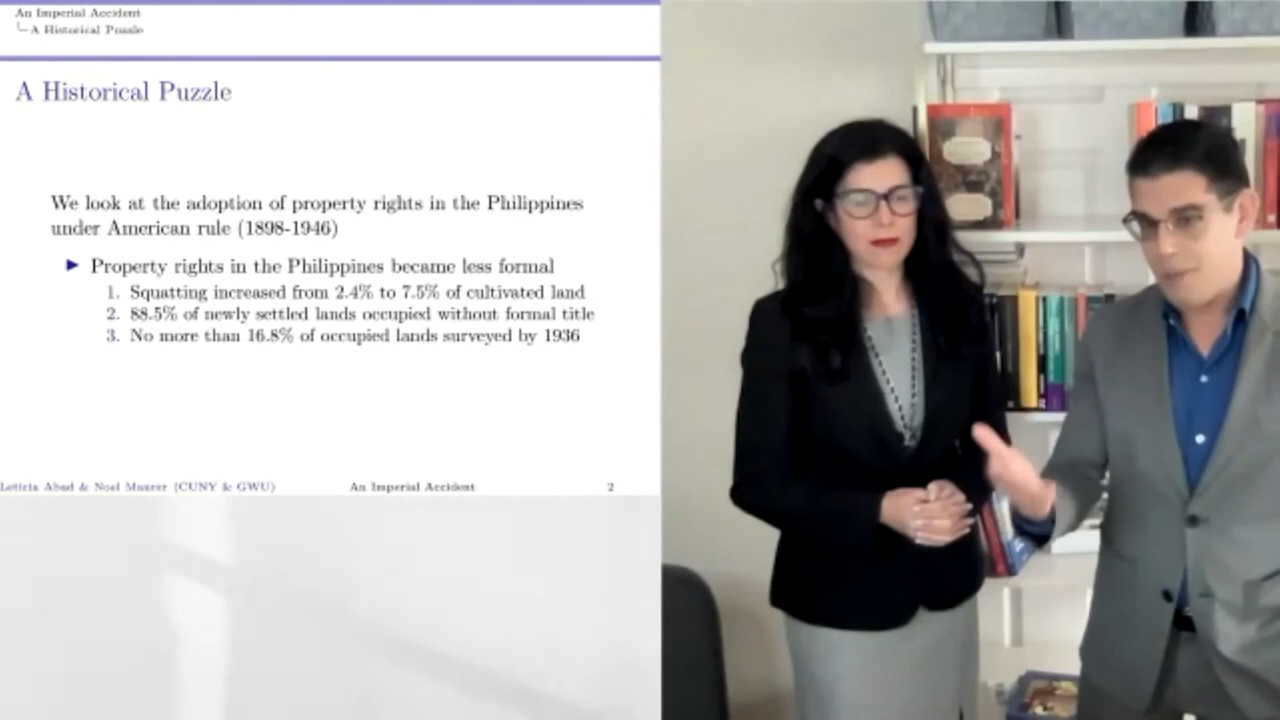 An Imperial Accident
A Historical Puzzle
A Historical Puzzle
We look at the adoption of property rights in the Philippines
under American rule (1898-1946)
► Property rights in the Philippines became less formal
1. Squatting increased from 2.4% to 7.5% of cultivated land
2. 88.5% of newly settled lands occupied without formal title
3. No more than 16.8% of occupied lands surveyed by 1936
Leticia Abad & Noel Maurer (CUNY & GWU) An Imperial Accident 2